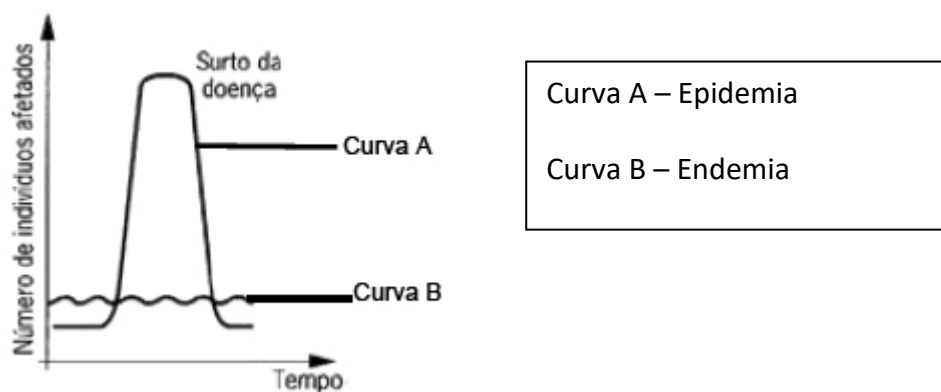 Número de indivíduos afetados
Surto da
doença
Curva A
Curva B
Tempo
Curva A – Epidemia
Curva B – Endemia